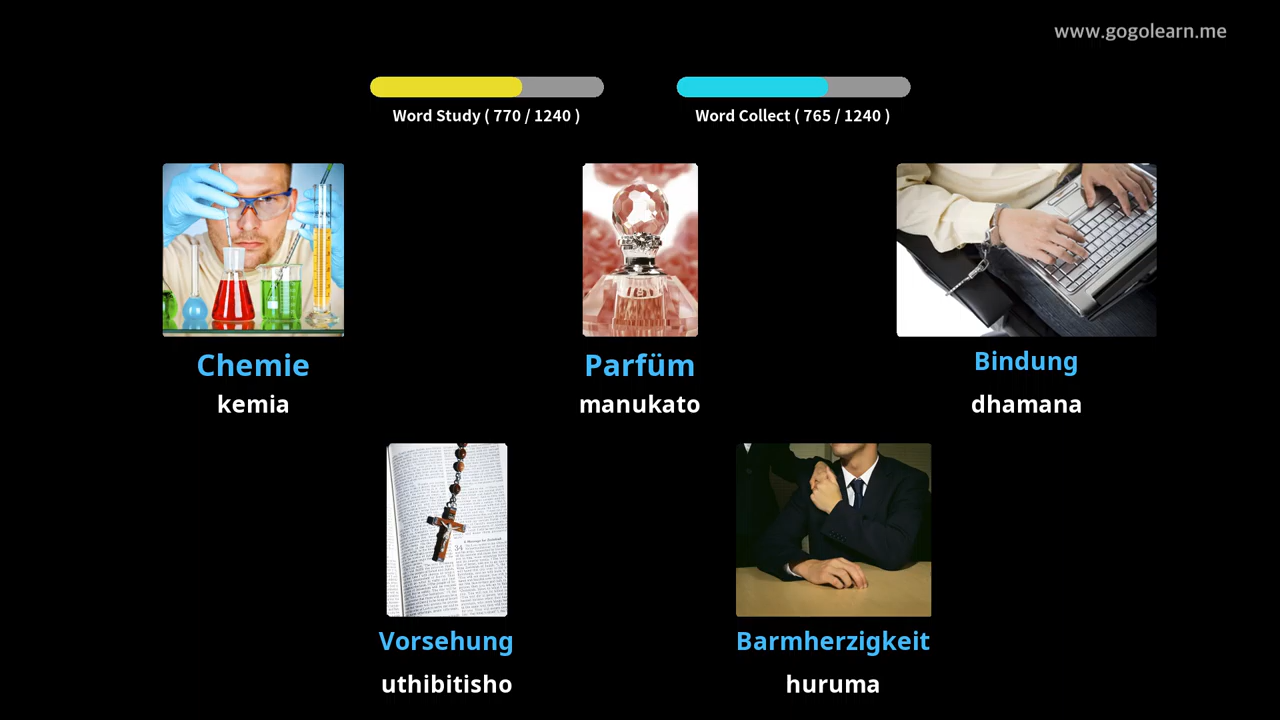 www.gogolearn.me
Word Study ( 770 / 1240 )
Word Collect ( 765 / 1240 )
Chemie
kemia
Parfüm
manukato
Bindung
dhamana
Vorsehung
uthibitisho
Barmherzigkeit
huruma